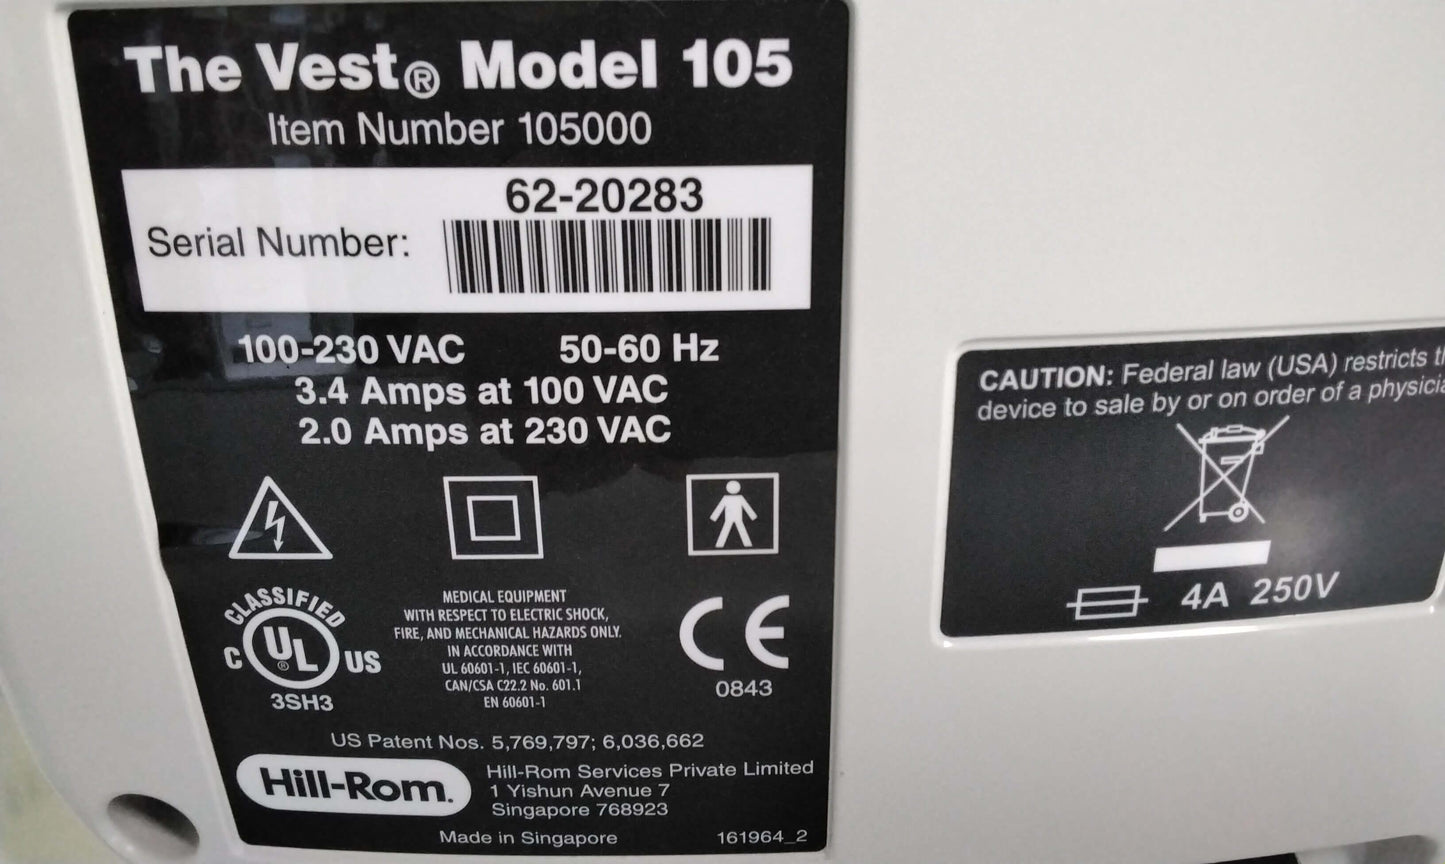 The Vest® Model 105
Item Number 105000
62-20283
Serial Number:
100-230 VAC 50-60 Hz
3.4 Amps at 100 VAC
2.0 Amps at 230 VAC
CLASSIFIED
C UL® US
3SH3
MEDICAL EQUIPMENT
WITH RESPECT TO ELECTRIC SHOCK,
FIRE, AND MECHANICAL HAZARDS ONLY.
IN ACCORDANCE WITH
UL 60601-1, IEC 60601-1,
CAN/CSA C22.2 No. 601.1
EN 60601-1
CE
0843
US Patent Nos. 5,769,797; 6,036,662
Hill-Rom.
Hill-Rom Services Private Limited
1 Yishun Avenue 7
Singapore 768923
Made in Singapore 161964_2
CAUTION: Federal law (USA) restricts
device to sale by or on order of a
4A 250V